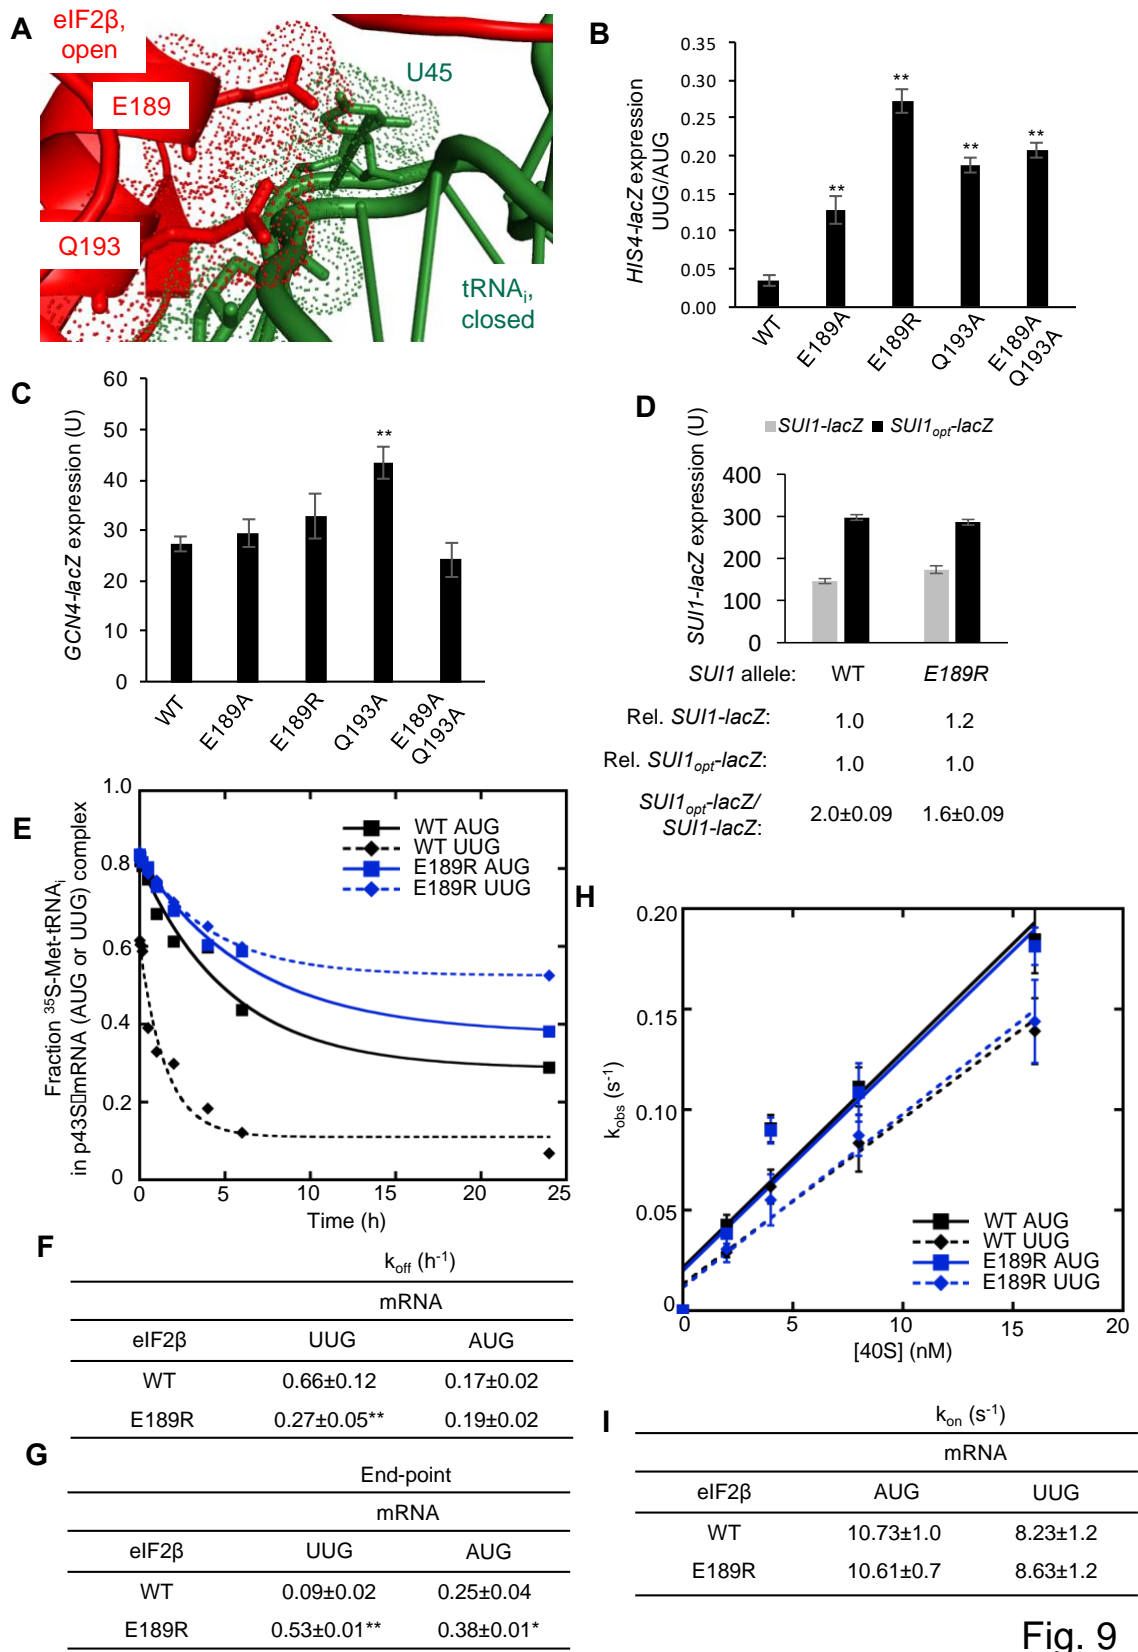 A
eIF2β,
open
E189
U45
Q193
tRNAi,
closed
B
HIS4-lacZ expression
UUG/AUG
0.35
0.30
0.25
0.20
0.15
0.10
0.05
0.00
**
**
**
**
WT
E189A
E189R
Q193A
E189A
Q193A
C
GCN4-lacZ expression (U)
60
50
40
30
20
10
0
**
WT
E189A
E189R
Q193A
E189A
Q193A
D
SUI1-lacZ SUI1opt-lacZ
SUI1-lacZ expression (U)
400
300
200
100
0
SUI1 allele: WT E189R
Rel. SUI1-lacZ: 1.0 1.2
Rel. SUI1opt-lacZ: 1.0 1.0
SUI1opt-lacZ/
SUI1-lacZ: 2.0±0.09 1.6±0.09
E
Fraction 35S-Met-tRNAi
in p43S▯mRNA (AUG or UUG) complex
1.0
0.8
0.6
0.4
0.2
0
WT AUG
WT UUG
E189R AUG
E189R UUG
0 5 10 15 20 25
Time (h)
F
koff (h-1)
mRNA
eIF2β UUG AUG
WT 0.66±0.12 0.17±0.02
E189R 0.27±0.05** 0.19±0.02
G
End-point
mRNA
eIF2β UUG AUG
WT 0.09±0.02 0.25±0.04
E189R 0.53±0.01** 0.38±0.01*
H
kobs (s-1)
0.20
0.15
0.10
0.05
0
WT AUG
WT UUG
E189R AUG
E189R UUG
0 5 10 15 20
[40S] (nM)
I
kon (s-1)
mRNA
eIF2β AUG UUG
WT 10.73±1.0 8.23±1.2
E189R 10.61±0.7 8.63±1.2
Fig. 9